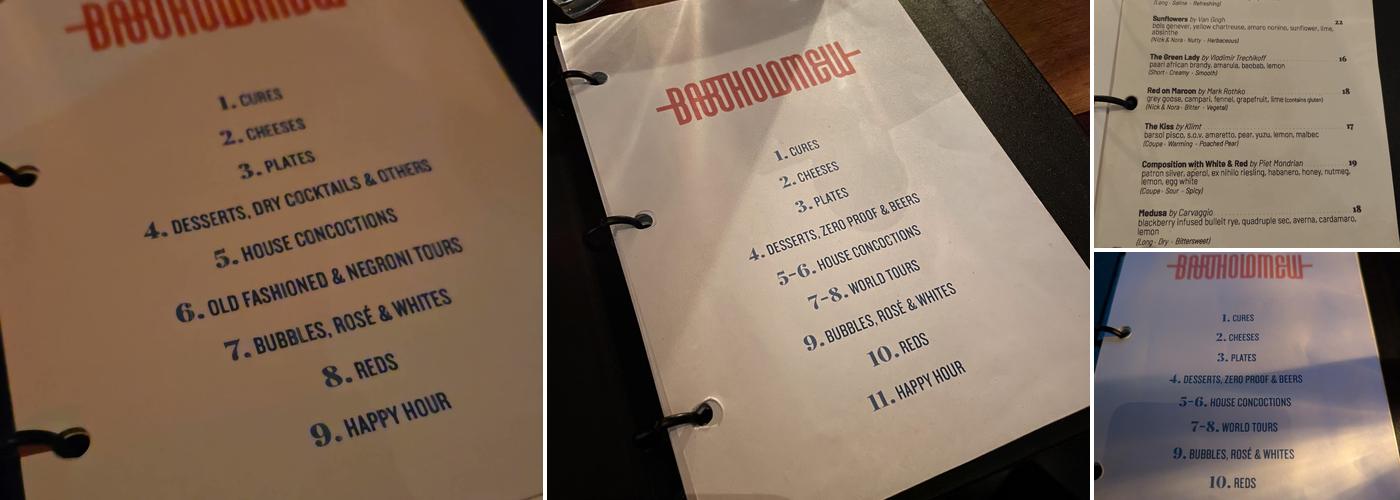 BARTHOLOMEW
1. CURES
2. CHEESES
3. PLATES
4. DESSERTS, DRY COCKTAILS & OTHERS
5. HOUSE CONCOCTIONS
6. OLD FASHIONED & NEGRONI TOURS
7. BUBBLES, ROSÉ & WHITES
8. REDS
9. HAPPY HOUR
BARTHOLOMEW
1. CURES
2. CHEESES
3. PLATES
4. DESSERTS, ZERO PROOF & BEERS
5-6. HOUSE CONCOCTIONS
7-8. WORLD TOURS
9. BUBBLES, ROSÉ & WHITES
10. REDS
11. HAPPY HOUR
(Long - Saline - Refreshing)
Sunflowers by Van Gogh 22
bols genever, yellow chartreuse, amaro nonino, sunflower, lime,
absinthe
(Nick & Nora - Nutty - Herbaceous)
The Green Lady by Vladimir Trechikoff 16
paari african brandy, amarula, baobab, lemon
(Short - Creamy - Smooth)
Red on Maroon by Mark Rothko 18
grey goose, campari, fennel, grapefruit, lime (contains gluten)
(Nick & Nora - Bitter - Vegetal)
The Kiss by Klimt 17
barsol pisco, s.o.v. amaretto, pear, yuzu, lemon, malbec
(Coupe - Warming - Poached Pear)
Composition with White & Red by Piet Mondrian 19
patron silver, aperol, ex nihilo riesling, habanero, honey, nutmeg,
lemon, egg white
(Coupe - Sour - Spicy)
Medusa by Carvaggio 18
blackberry infused bulleit rye, quadruple sec, averna, cardamaro,
lemon
(Long - Dry - Bittersweet)
BARTHOLOMEW
1. CURES
2. CHEESES
3. PLATES
4. DESSERTS, ZERO PROOF & BEERS
5-6. HOUSE CONCOCTIONS
7-8. WORLD TOURS
9. BUBBLES, ROSÉ & WHITES
10. REDS